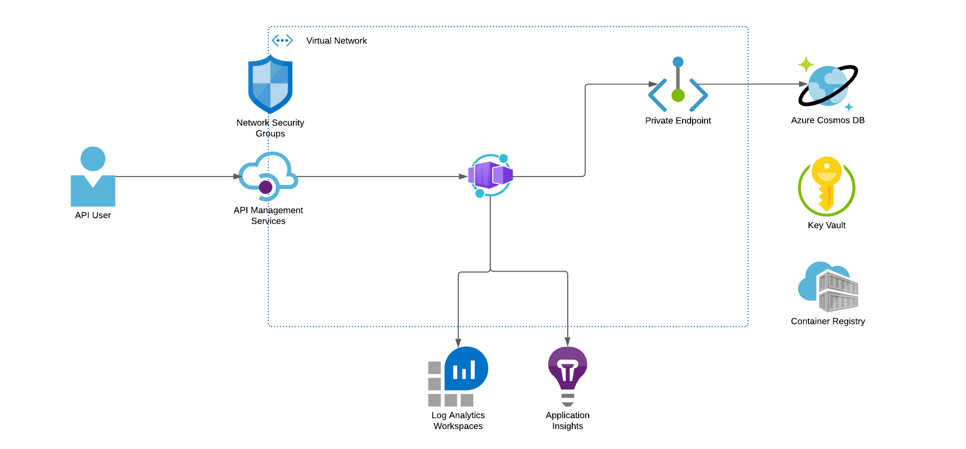 Virtual Network
Network Security
Groups
Private Endpoint
Azure Cosmos DB
API User
API Management
Services
Key Vault
Container Registry
Log Analytics
Workspaces
Application
Insights